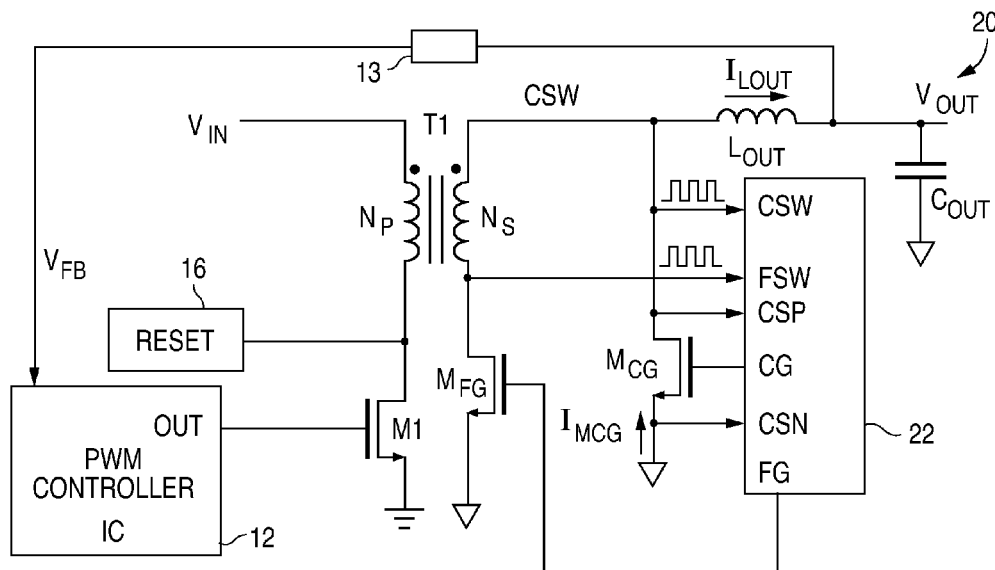 20
13
I_LOUT
CSW
V_OUT
V_IN
T1
L_OUT
C_OUT
CSW
N_P
N_S
V_FB
FSW
16
CSP
RESET
M_CG
CG
M_FG
OUT
M1
I_MCG
CSN
22
PWM
CONTROLLER
IC
FG
12